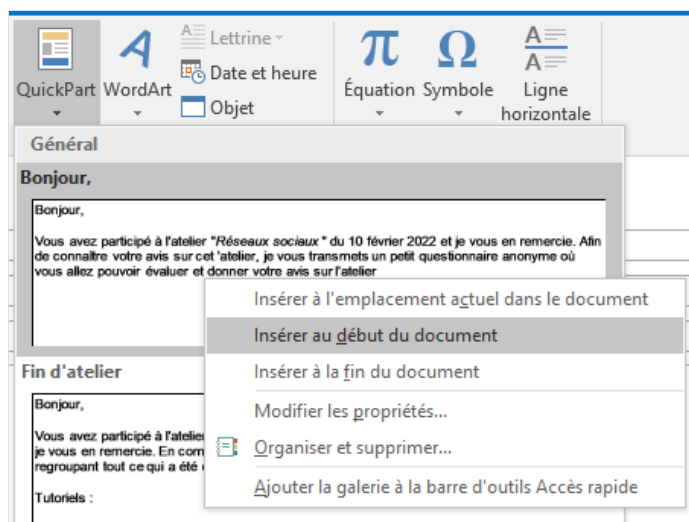 Lettrine
Date et heure
Objet
QuickPart WordArt
Équation Symbole Ligne
horizontale
Général
Bonjour,
Bonjour,
Vous avez participé à l'atelier "Réseaux sociaux " du 10 février 2022 et je vous en remercie. Afin
de connaître votre avis sur cet 'atelier, je vous transmets un petit questionnaire anonyme où
vous allez pouvoir évaluer et donner votre avis sur l'atelier
Insérer à l'emplacement actuel dans le document
Insérer au début du document
Insérer à la fin du document
Modifier les propriétés...
Organiser et supprimer...
Ajouter la galerie à la barre d'outils Accès rapide
Fin d'atelier
Bonjour,
Vous avez participé à l'atelier
je vous en remercie. En com
regroupant tout ce qui a été
Tutoriels :